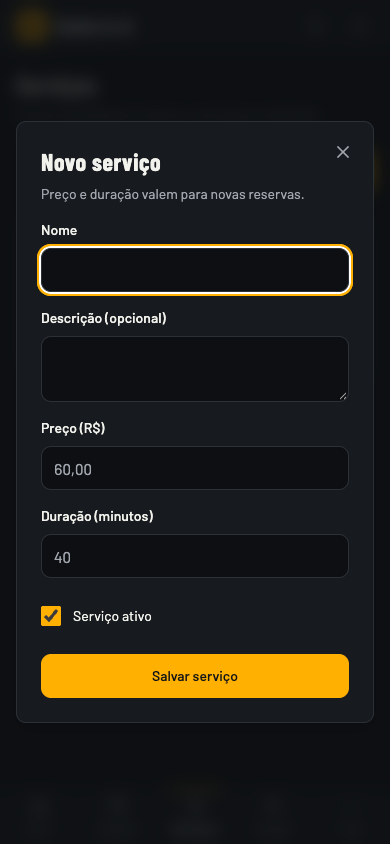 Novo serviço
Preço e duração valem para novas reservas.
Nome
Descrição (opcional)
Preço (R$)
60,00
Duração (minutos)
40
Serviço ativo
Salvar serviço